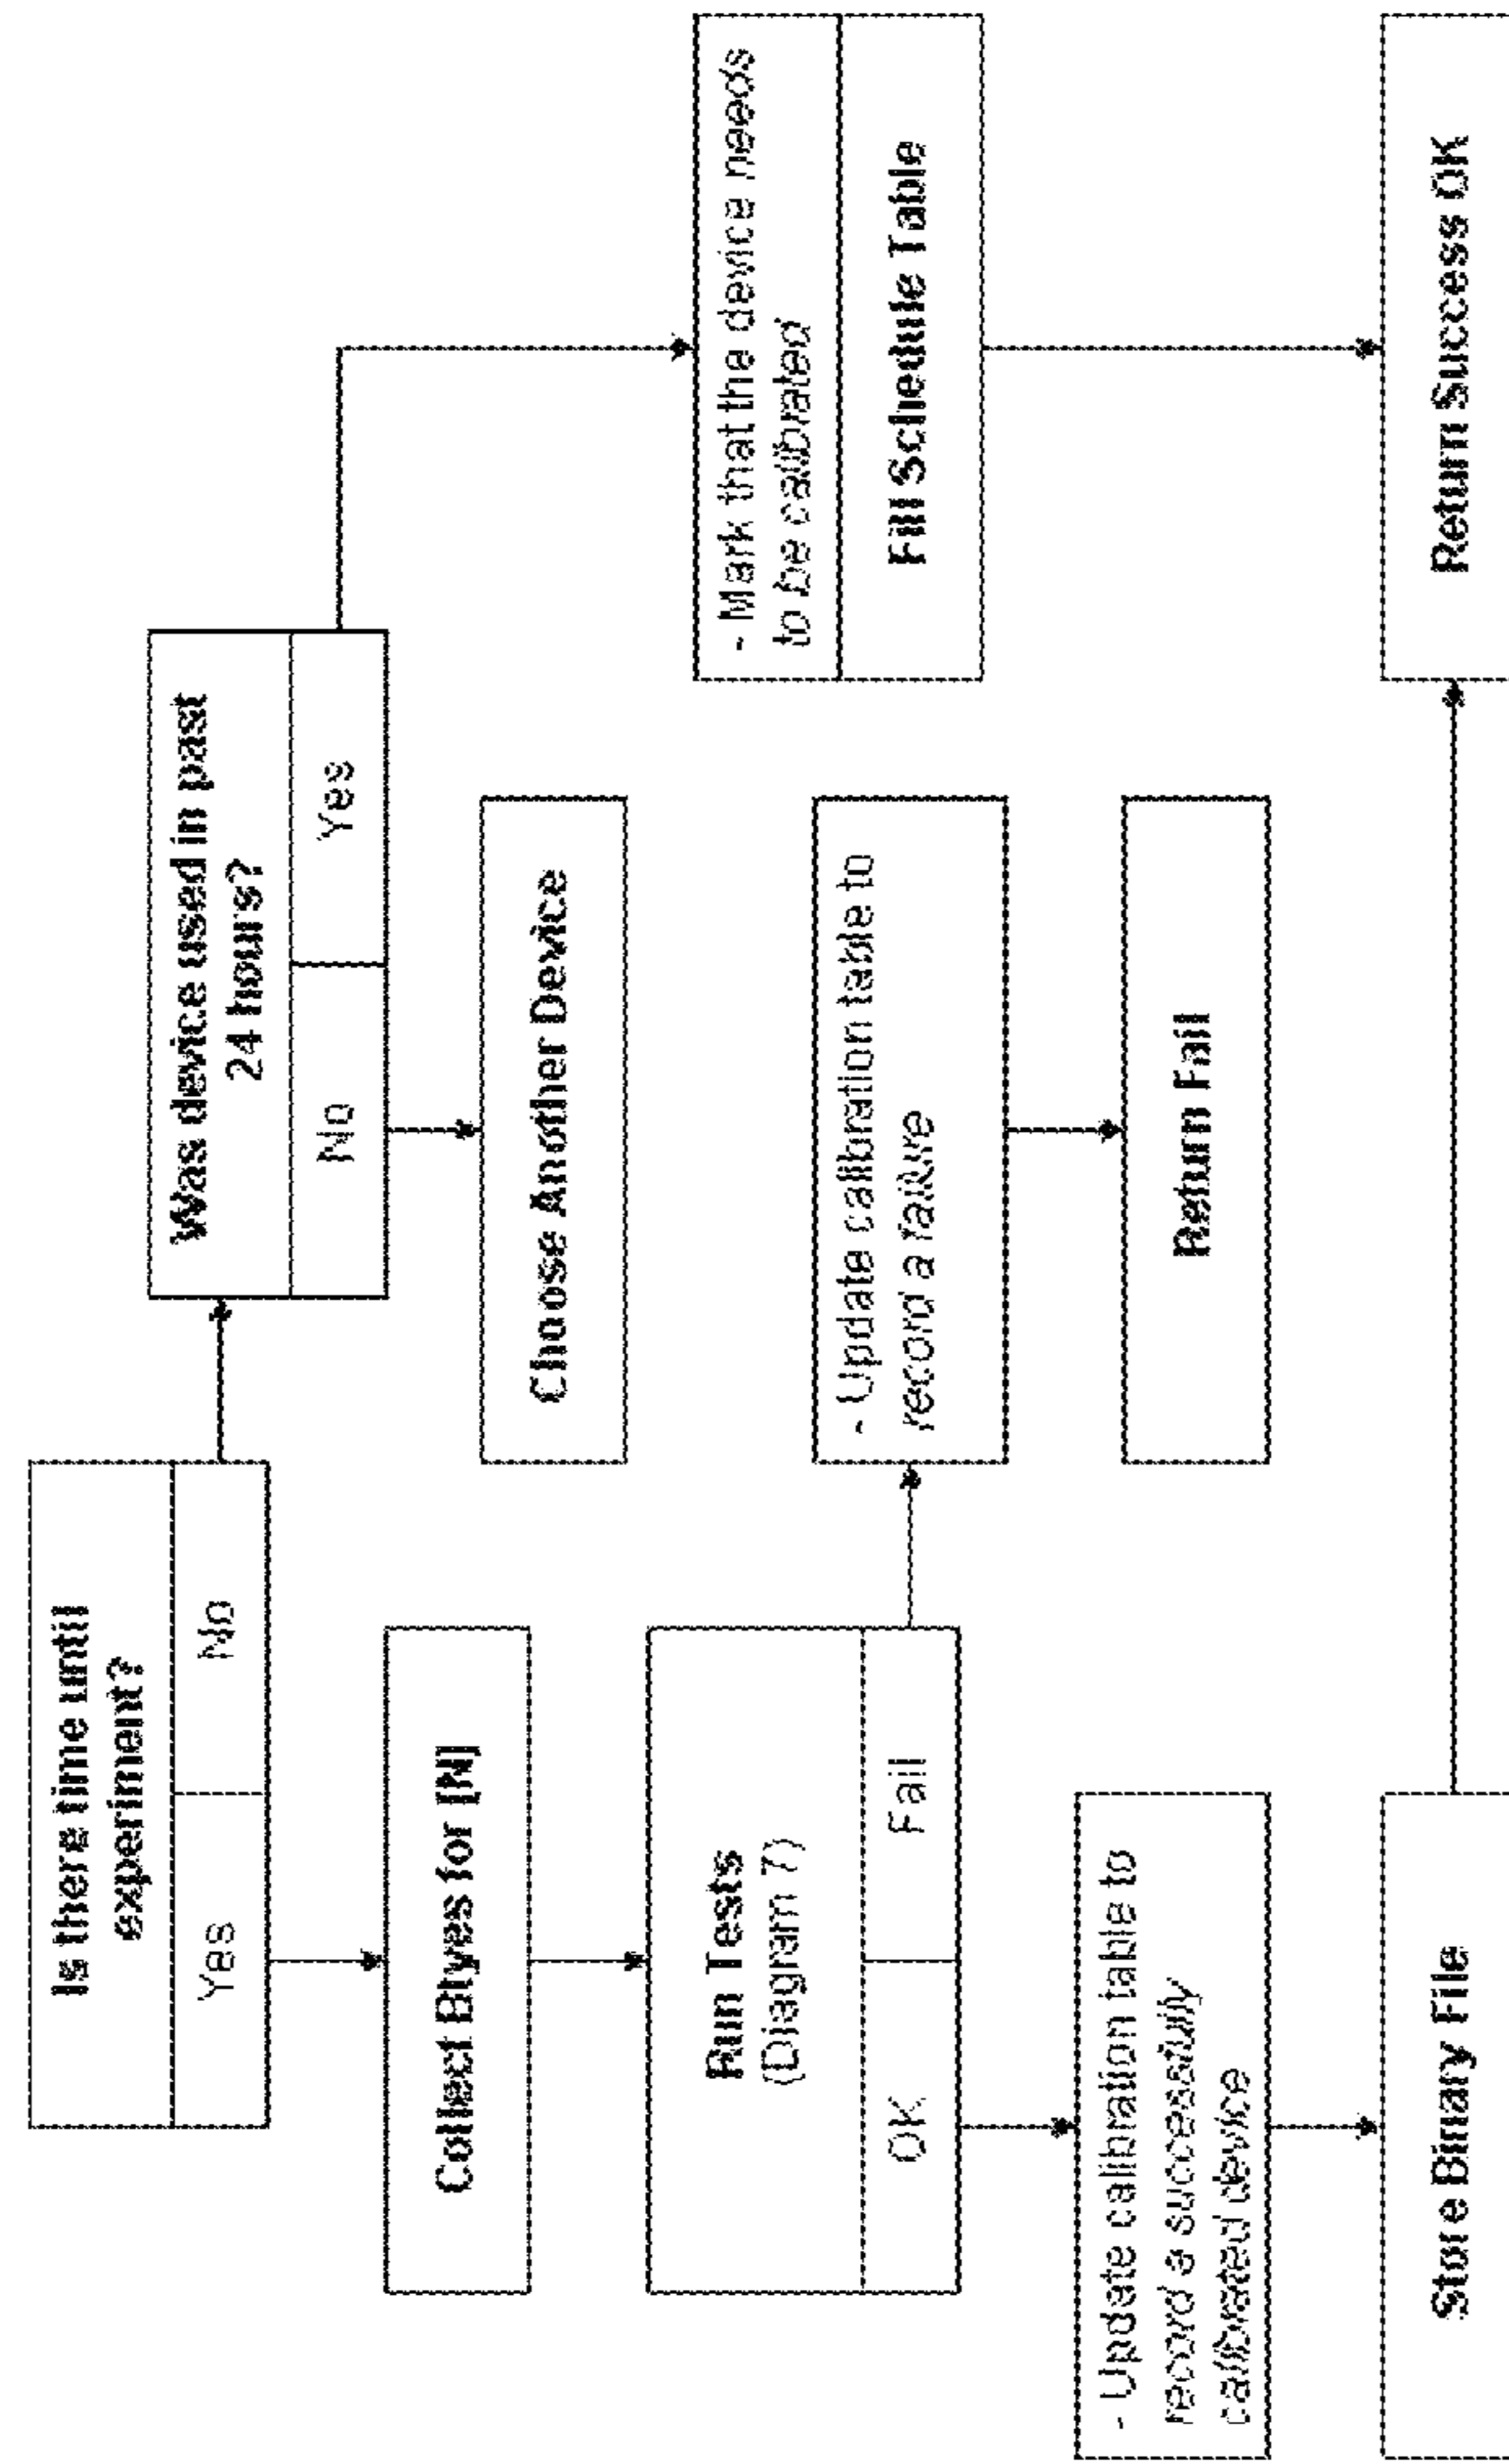 Is there time until
experiment?
Yes
No
Was device used in past
24 hours?
No
Yes
Collect Btyes for [N]
Choose Another Device
Run Tests
(Diagram 7)
OK
Fail
- Mark that the device needs
to be calibrated
Fill Schedule Table
- Update calibration table to
record a failure
Return Fail
- Update calibration table to
record a successfully
calibrated device
Store Binary File
Return Success OK